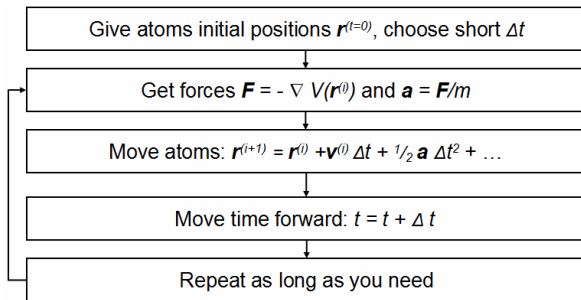 Give atoms initial positions r⁽ᵗ⁼⁰⁾, choose short Δt
Get forces F = - ∇ V(r⁽ⁱ⁾) and a = F/m
Move atoms: r⁽ⁱ⁺¹⁾ = r⁽ⁱ⁾ +v⁽ⁱ⁾ Δt + ¹/₂ a Δt² + …
Move time forward: t = t + Δ t
Repeat as long as you need